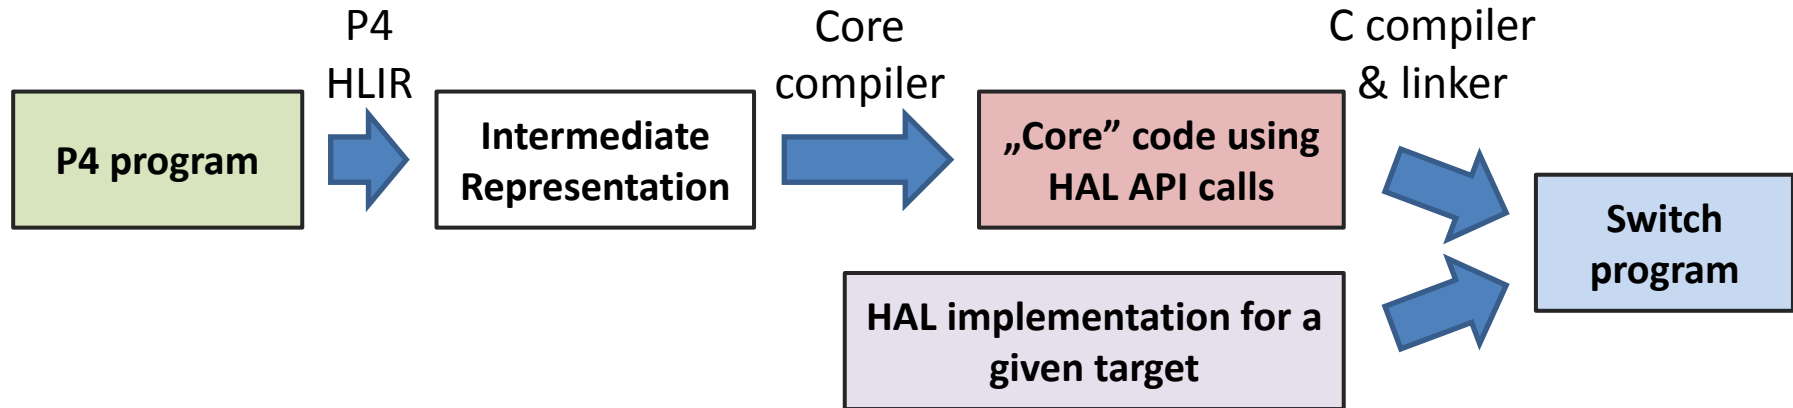 P4
HLIR
Core
compiler
C compiler
& linker
P4 program
Intermediate
Representation
„Core” code using
HAL API calls
Switch
program
HAL implementation for a
given target